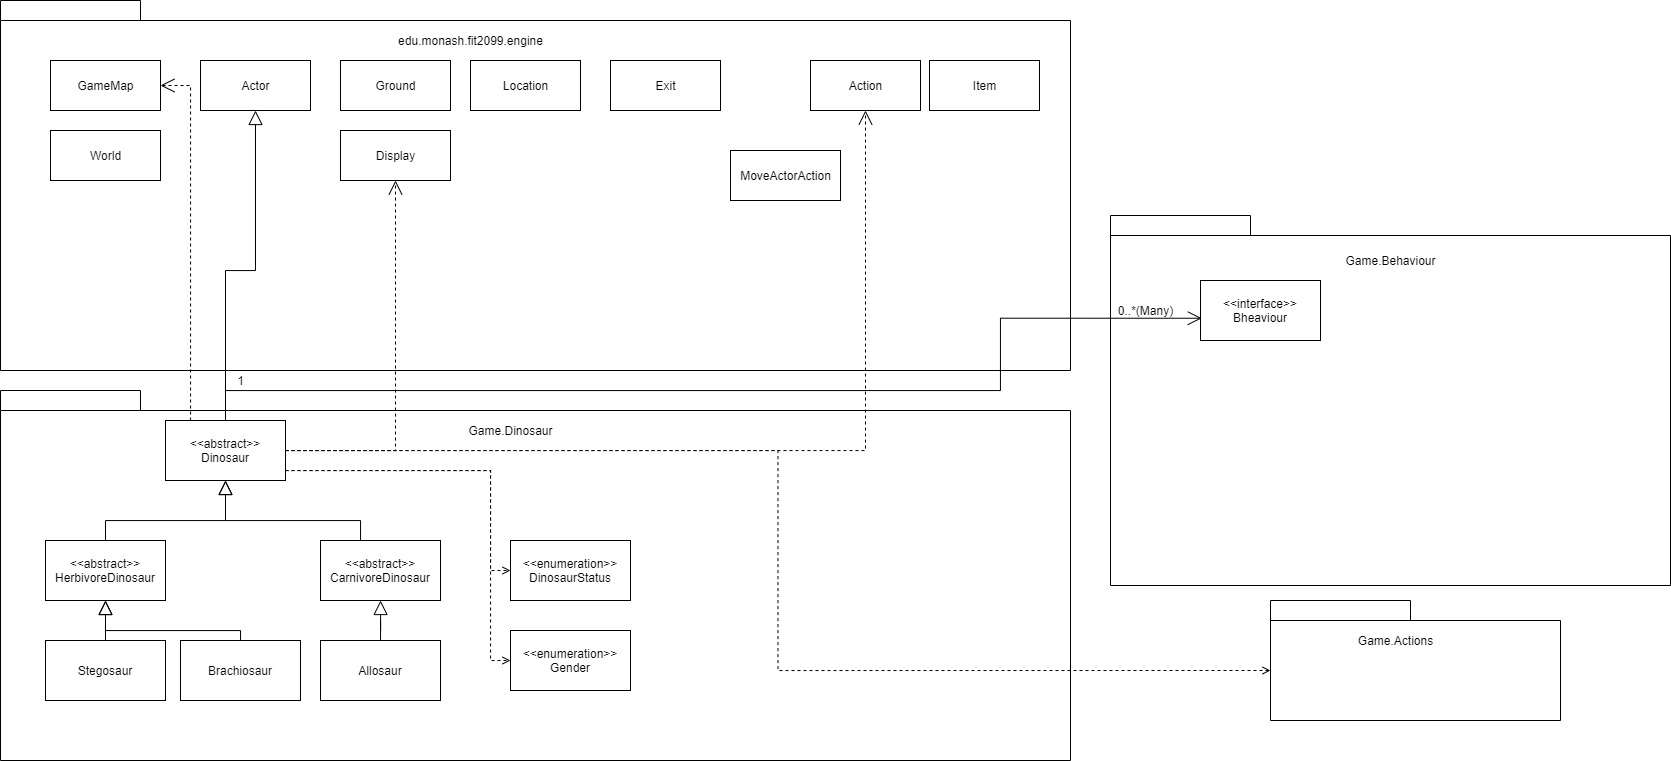 edu.monash.fit2099.engine
GameMap
Actor
Ground
Location
Exit
Action
Item
World
Display
MoveActorAction
Game.Behaviour
<<interface>>
Bheaviour
0..*(Many)
1
Game.Dinosaur
<<abstract>>
Dinosaur
<<abstract>>
HerbivoreDinosaur
<<abstract>>
CarnivoreDinosaur
<<enumeration>>
DinosaurStatus
Stegosaur
Brachiosaur
Allosaur
<<enumeration>>
Gender
Game.Actions